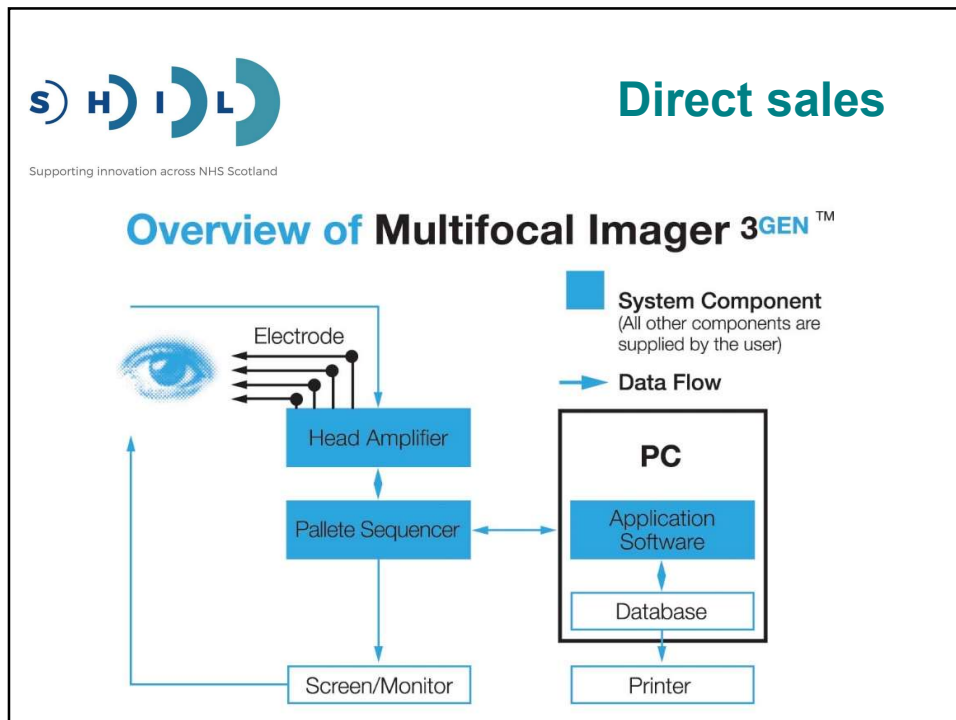 SHIL
Direct sales
Supporting innovation across NHS Scotland
Overview of Multifocal Imager 3GEN ™
System Component
(All other components are
supplied by the user)
Data Flow
Electrode
Head Amplifier
Pallete Sequencer
Screen/Monitor
PC
Application
Software
Database
Printer